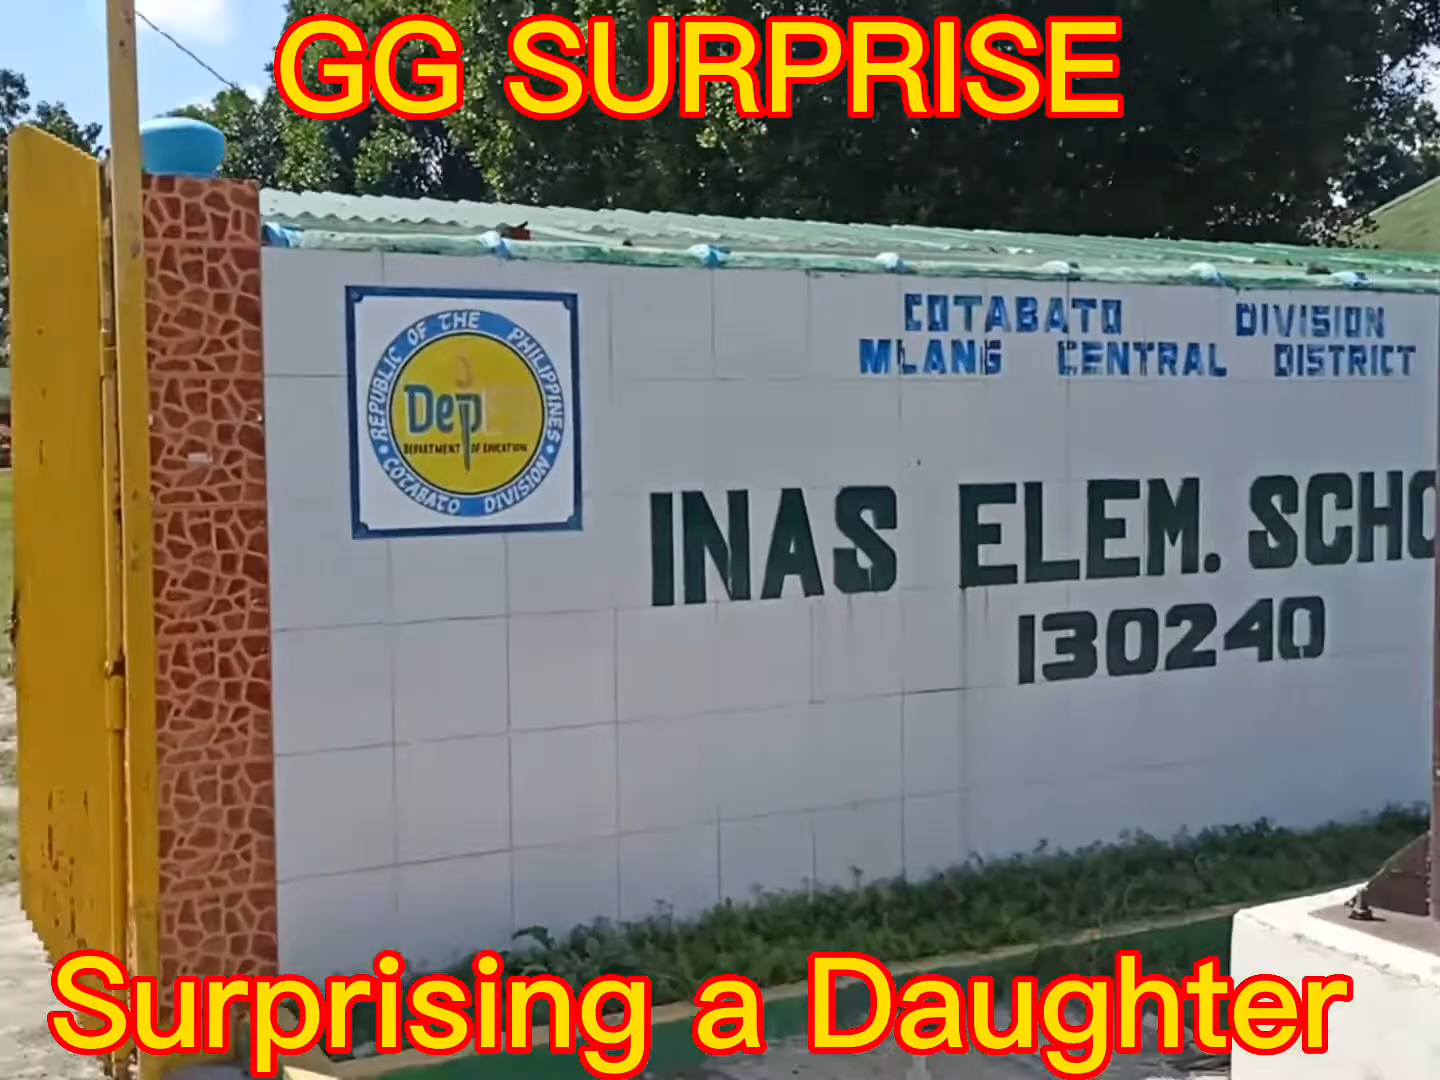 GG SURPRISE
REPUBLIC OF THE PHILIPPINES
Dep
DEPARTMENT OF EDUCATION
COTABATO DIVISION
COTABATO DIVISION
MLANG CENTRAL DISTRICT
INAS ELEM. SCHO
130240
Surprising a Daughter